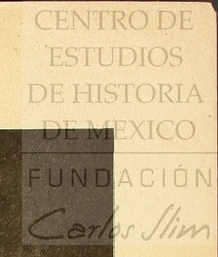 CENTRO DE
ESTUDIOS
DE HISTORIA
DE MEXICO
FUNDACIÓN
Carlos Slim